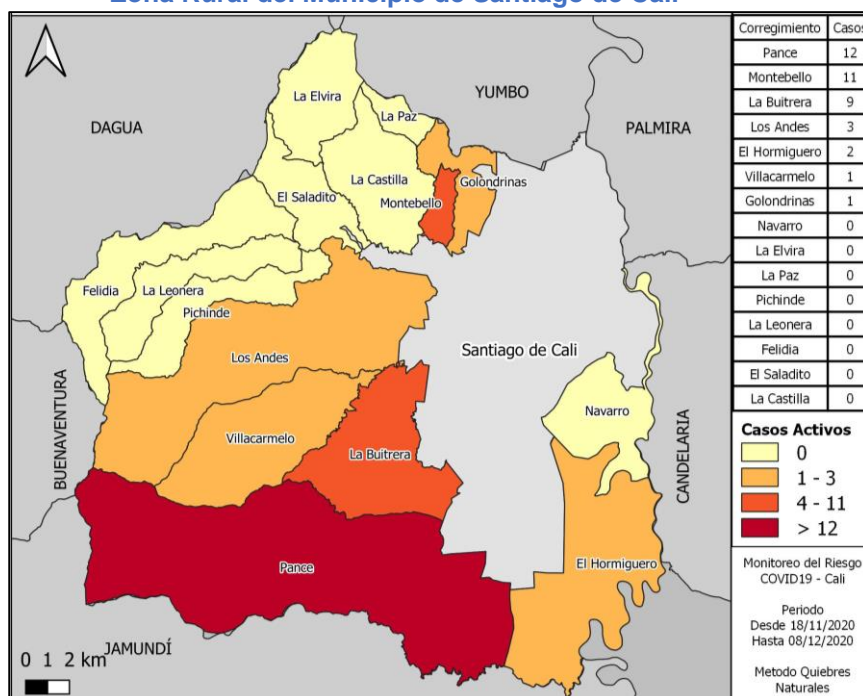 Zona Rural del Municipio de Santiago de Cali
DAGUA
YUMBO
PALMIRA
La Elvira
La Paz
La Castilla
Golondrinas
Montebello
El Saladito
Felidia
La Leonera
Pichinde
Los Andes
Santiago de Cali
Villacarmelo
La Buitrera
Navarro
BUENAVENTURA
CANDELARIA
Pance
El Hormiguero
JAMUNDÍ
0 1 2 km
Corregimiento Casos
Pance 12
Montebello 11
La Buitrera 9
Los Andes 3
El Hormiguero 2
Villacarmelo 1
Golondrinas 1
Navarro 0
La Elvira 0
La Paz 0
Pichinde 0
La Leonera 0
Felidia 0
El Saladito 0
La Castilla 0
Casos Activos
0
1 - 3
4 - 11
> 12
Monitoreo del Riesgo
COVID19 - Cali
Periodo
Desde 18/11/2020
Hasta 08/12/2020
Metodo Quiebres
Naturales